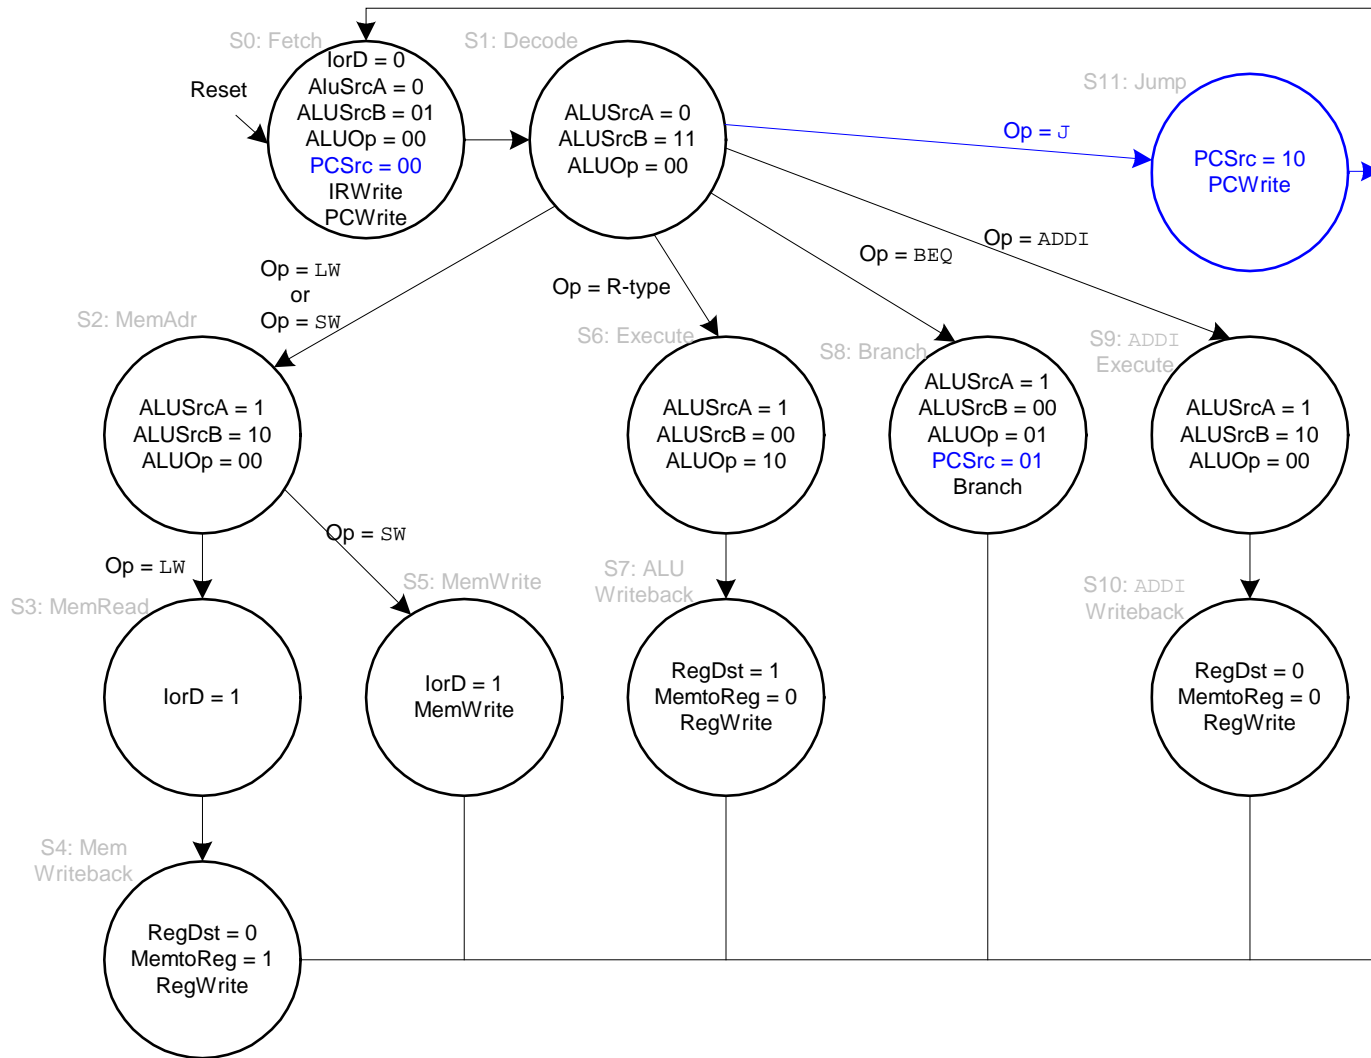 S0: Fetch
S1: Decode
IorD = 0
AluSrcA = 0
ALUSrcB = 01
ALUOp = 00
PCSrc = 00
IRWrite
PCWrite
Reset
ALUSrcA = 0
ALUSrcB = 11
ALUOp = 00
S11: Jump
Op = J
PCSrc = 10
PCWrite
Op = LW
or
Op = SW
Op = R-type
Op = BEQ
Op = ADDI
S2: MemAdr
ALUSrcA = 1
ALUSrcB = 10
ALUOp = 00
S6: Execute
ALUSrcA = 1
ALUSrcB = 00
ALUOp = 10
S8: Branch
ALUSrcA = 1
ALUSrcB = 00
ALUOp = 01
PCSrc = 01
Branch
S9: ADDI
Execute
ALUSrcA = 1
ALUSrcB = 10
ALUOp = 00
Op = LW
Op = SW
S3: MemRead
IorD = 1
S5: MemWrite
IorD = 1
MemWrite
S7: ALU
Writeback
RegDst = 1
MemtoReg = 0
RegWrite
S10: ADDI
Writeback
RegDst = 0
MemtoReg = 0
RegWrite
S4: Mem
Writeback
RegDst = 0
MemtoReg = 1
RegWrite